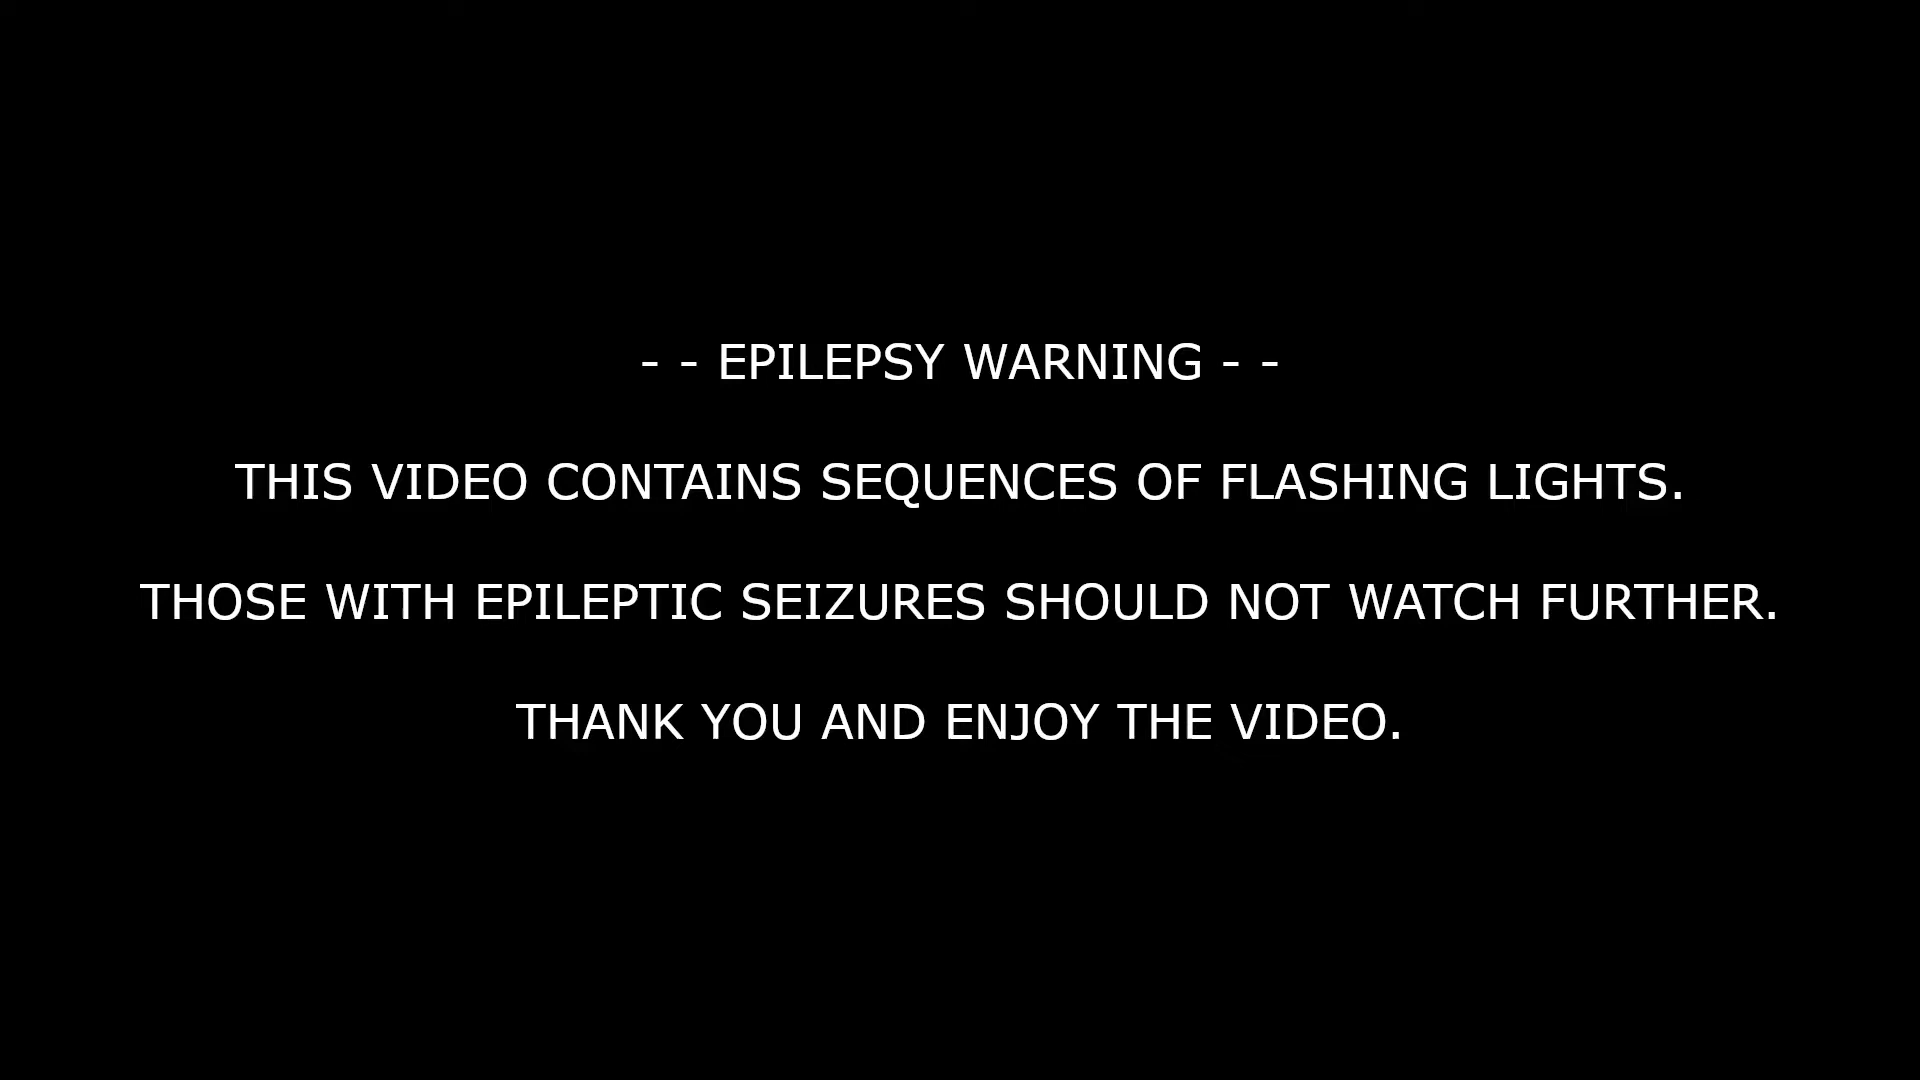 - - EPILEPSY WARNING - -
THIS VIDEO CONTAINS SEQUENCES OF FLASHING LIGHTS.
THOSE WITH EPILEPTIC SEIZURES SHOULD NOT WATCH FURTHER.
THANK YOU AND ENJOY THE VIDEO.